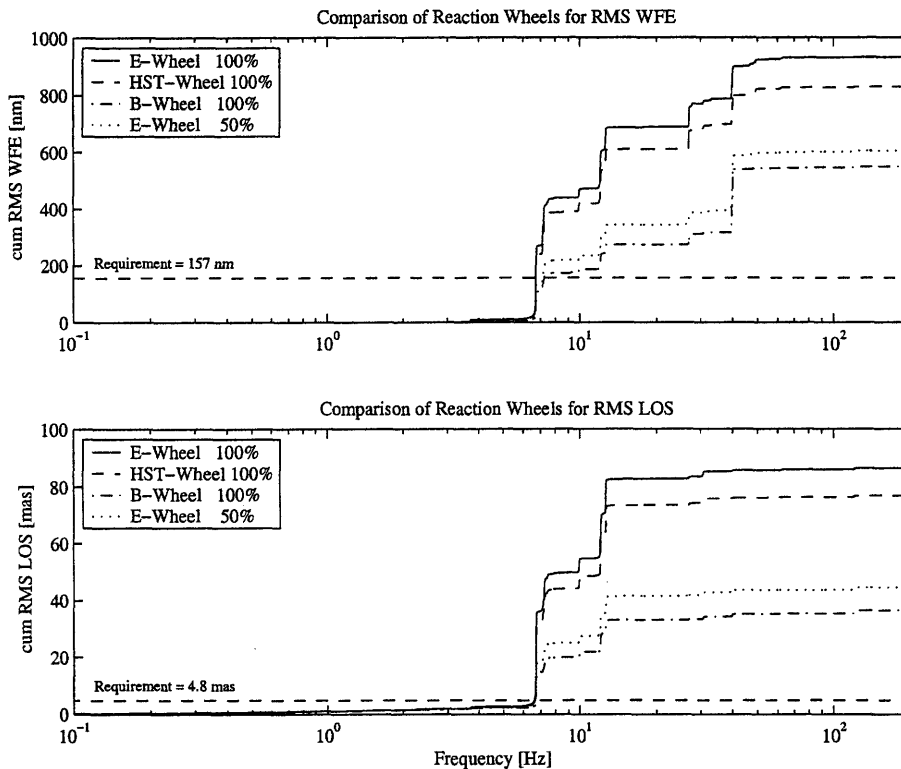 Comparison of Reaction Wheels for RMS WFE
1000
800
600
400
200
0
cum RMS WFE [nm]
E−Wheel 100%
HST−Wheel 100%
B−Wheel 100%
E−Wheel 50%
Requirement = 157 nm
10^-1
10^0
10^1
10^2
Comparison of Reaction Wheels for RMS LOS
100
80
60
40
20
0
cum RMS LOS [mas]
E−Wheel 100%
HST−Wheel 100%
B−Wheel 100%
E−Wheel 50%
Requirement = 4.8 mas
10^-1
10^0
10^1
10^2
Frequency [Hz]